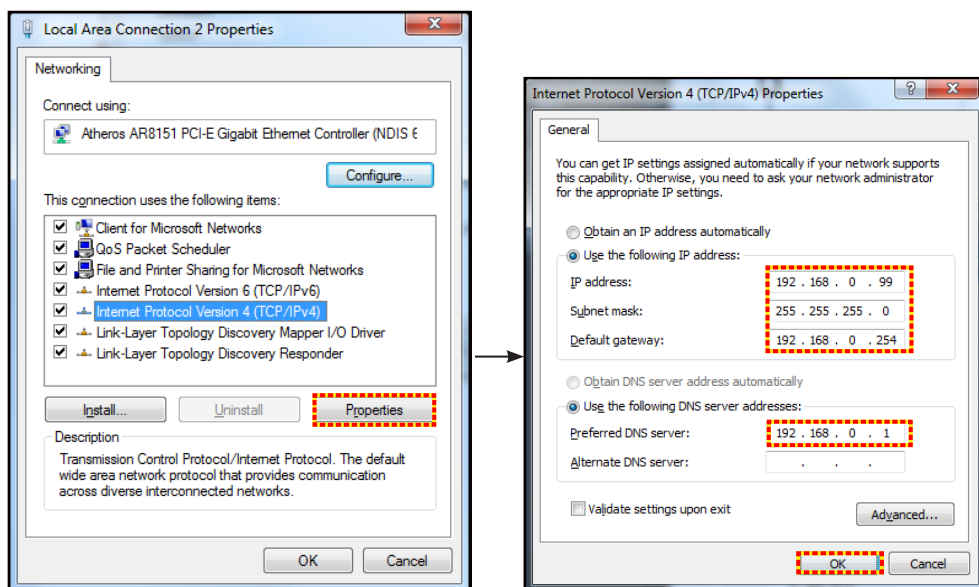 Local Area Connection 2 Properties
Networking
Connect using:
Atheros AR8151 PCI-E Gigabit Ethernet Controller (NDIS 6
Configure...
This connection uses the following items:
Client for Microsoft Networks
QoS Packet Scheduler
File and Printer Sharing for Microsoft Networks
Internet Protocol Version 6 (TCP/IPv6)
Internet Protocol Version 4 (TCP/IPv4)
Link-Layer Topology Discovery Mapper I/O Driver
Link-Layer Topology Discovery Responder
Install...
Uninstall
Properties
Description
Transmission Control Protocol/Internet Protocol. The default
wide area network protocol that provides communication
across diverse interconnected networks.
OK
Cancel
Internet Protocol Version 4 (TCP/IPv4) Properties
General
You can get IP settings assigned automatically if your network supports
this capability. Otherwise, you need to ask your network administrator
for the appropriate IP settings.
Obtain an IP address automatically
Use the following IP address:
IP address: 192 . 168 . 0 . 99
Subnet mask: 255 . 255 . 255 . 0
Default gateway: 192 . 168 . 0 . 254
Obtain DNS server address automatically
Use the following DNS server addresses:
Preferred DNS server: 192 . 168 . 0 . 1
Alternate DNS server: . . .
Validate settings upon exit
Advanced...
OK
Cancel